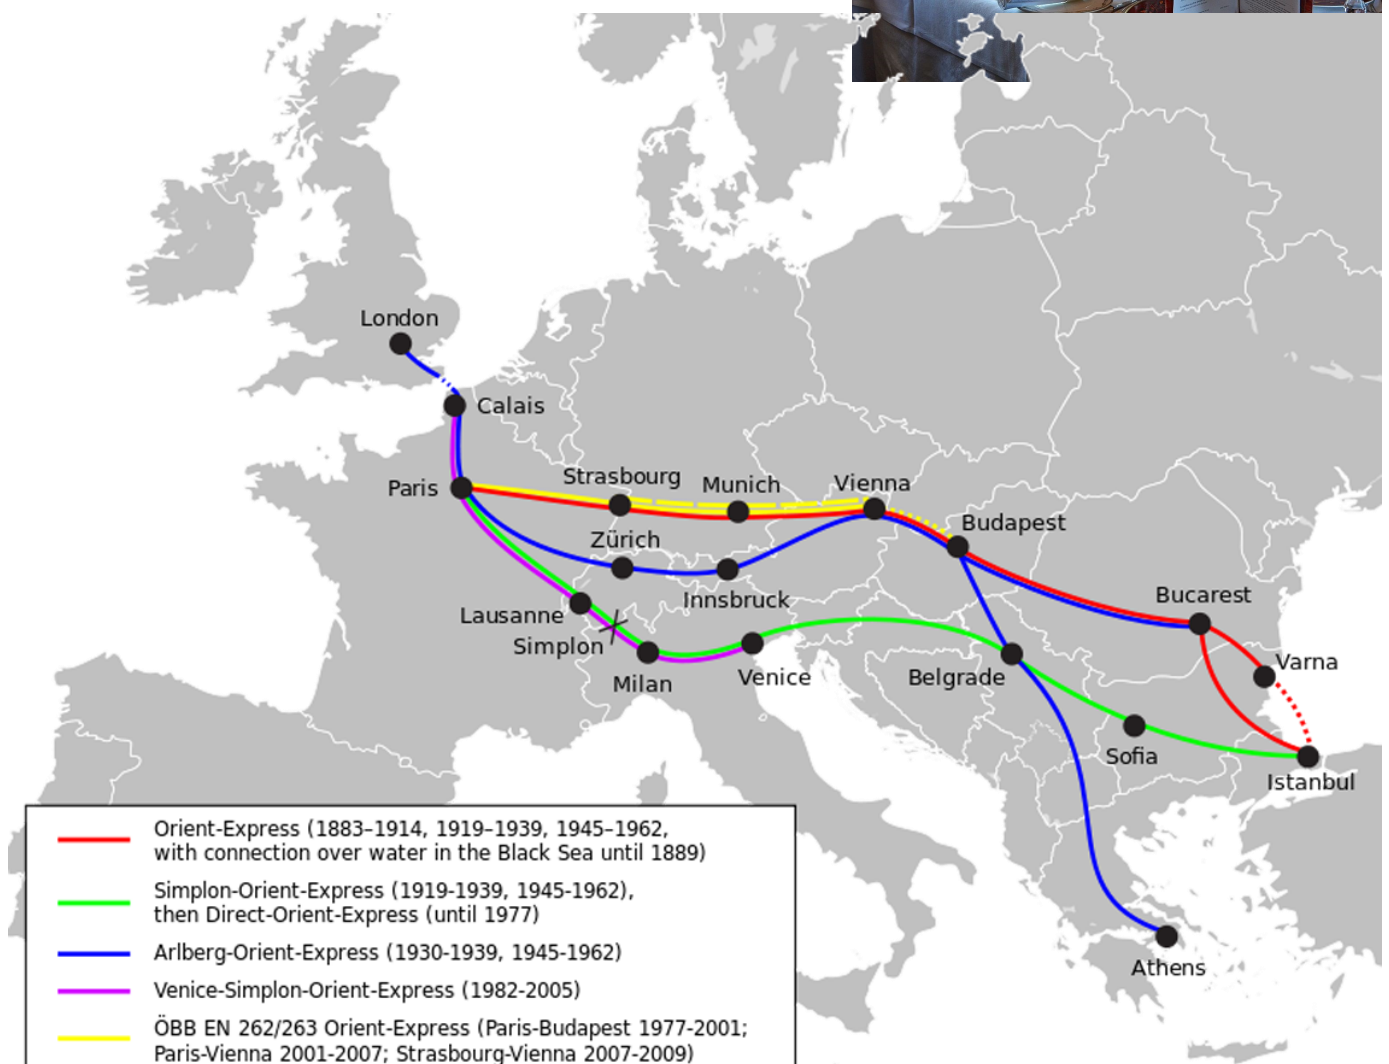 London
Calais
Paris
Strasbourg
Munich
Vienna
Budapest
Zürich
Innsbruck
Lausanne
Simplon
Milan
Venice
Belgrade
Bucarest
Varna
Sofia
Istanbul
Athens
Orient-Express (1883–1914, 1919–1939, 1945–1962,
with connection over water in the Black Sea until 1889)
Simplon-Orient-Express (1919-1939, 1945-1962),
then Direct-Orient-Express (until 1977)
Arlberg-Orient-Express (1930-1939, 1945-1962)
Venice-Simplon-Orient-Express (1982-2005)
ÖBB EN 262/263 Orient-Express (Paris-Budapest 1977-2001;
Paris-Vienna 2001-2007; Strasbourg-Vienna 2007-2009)